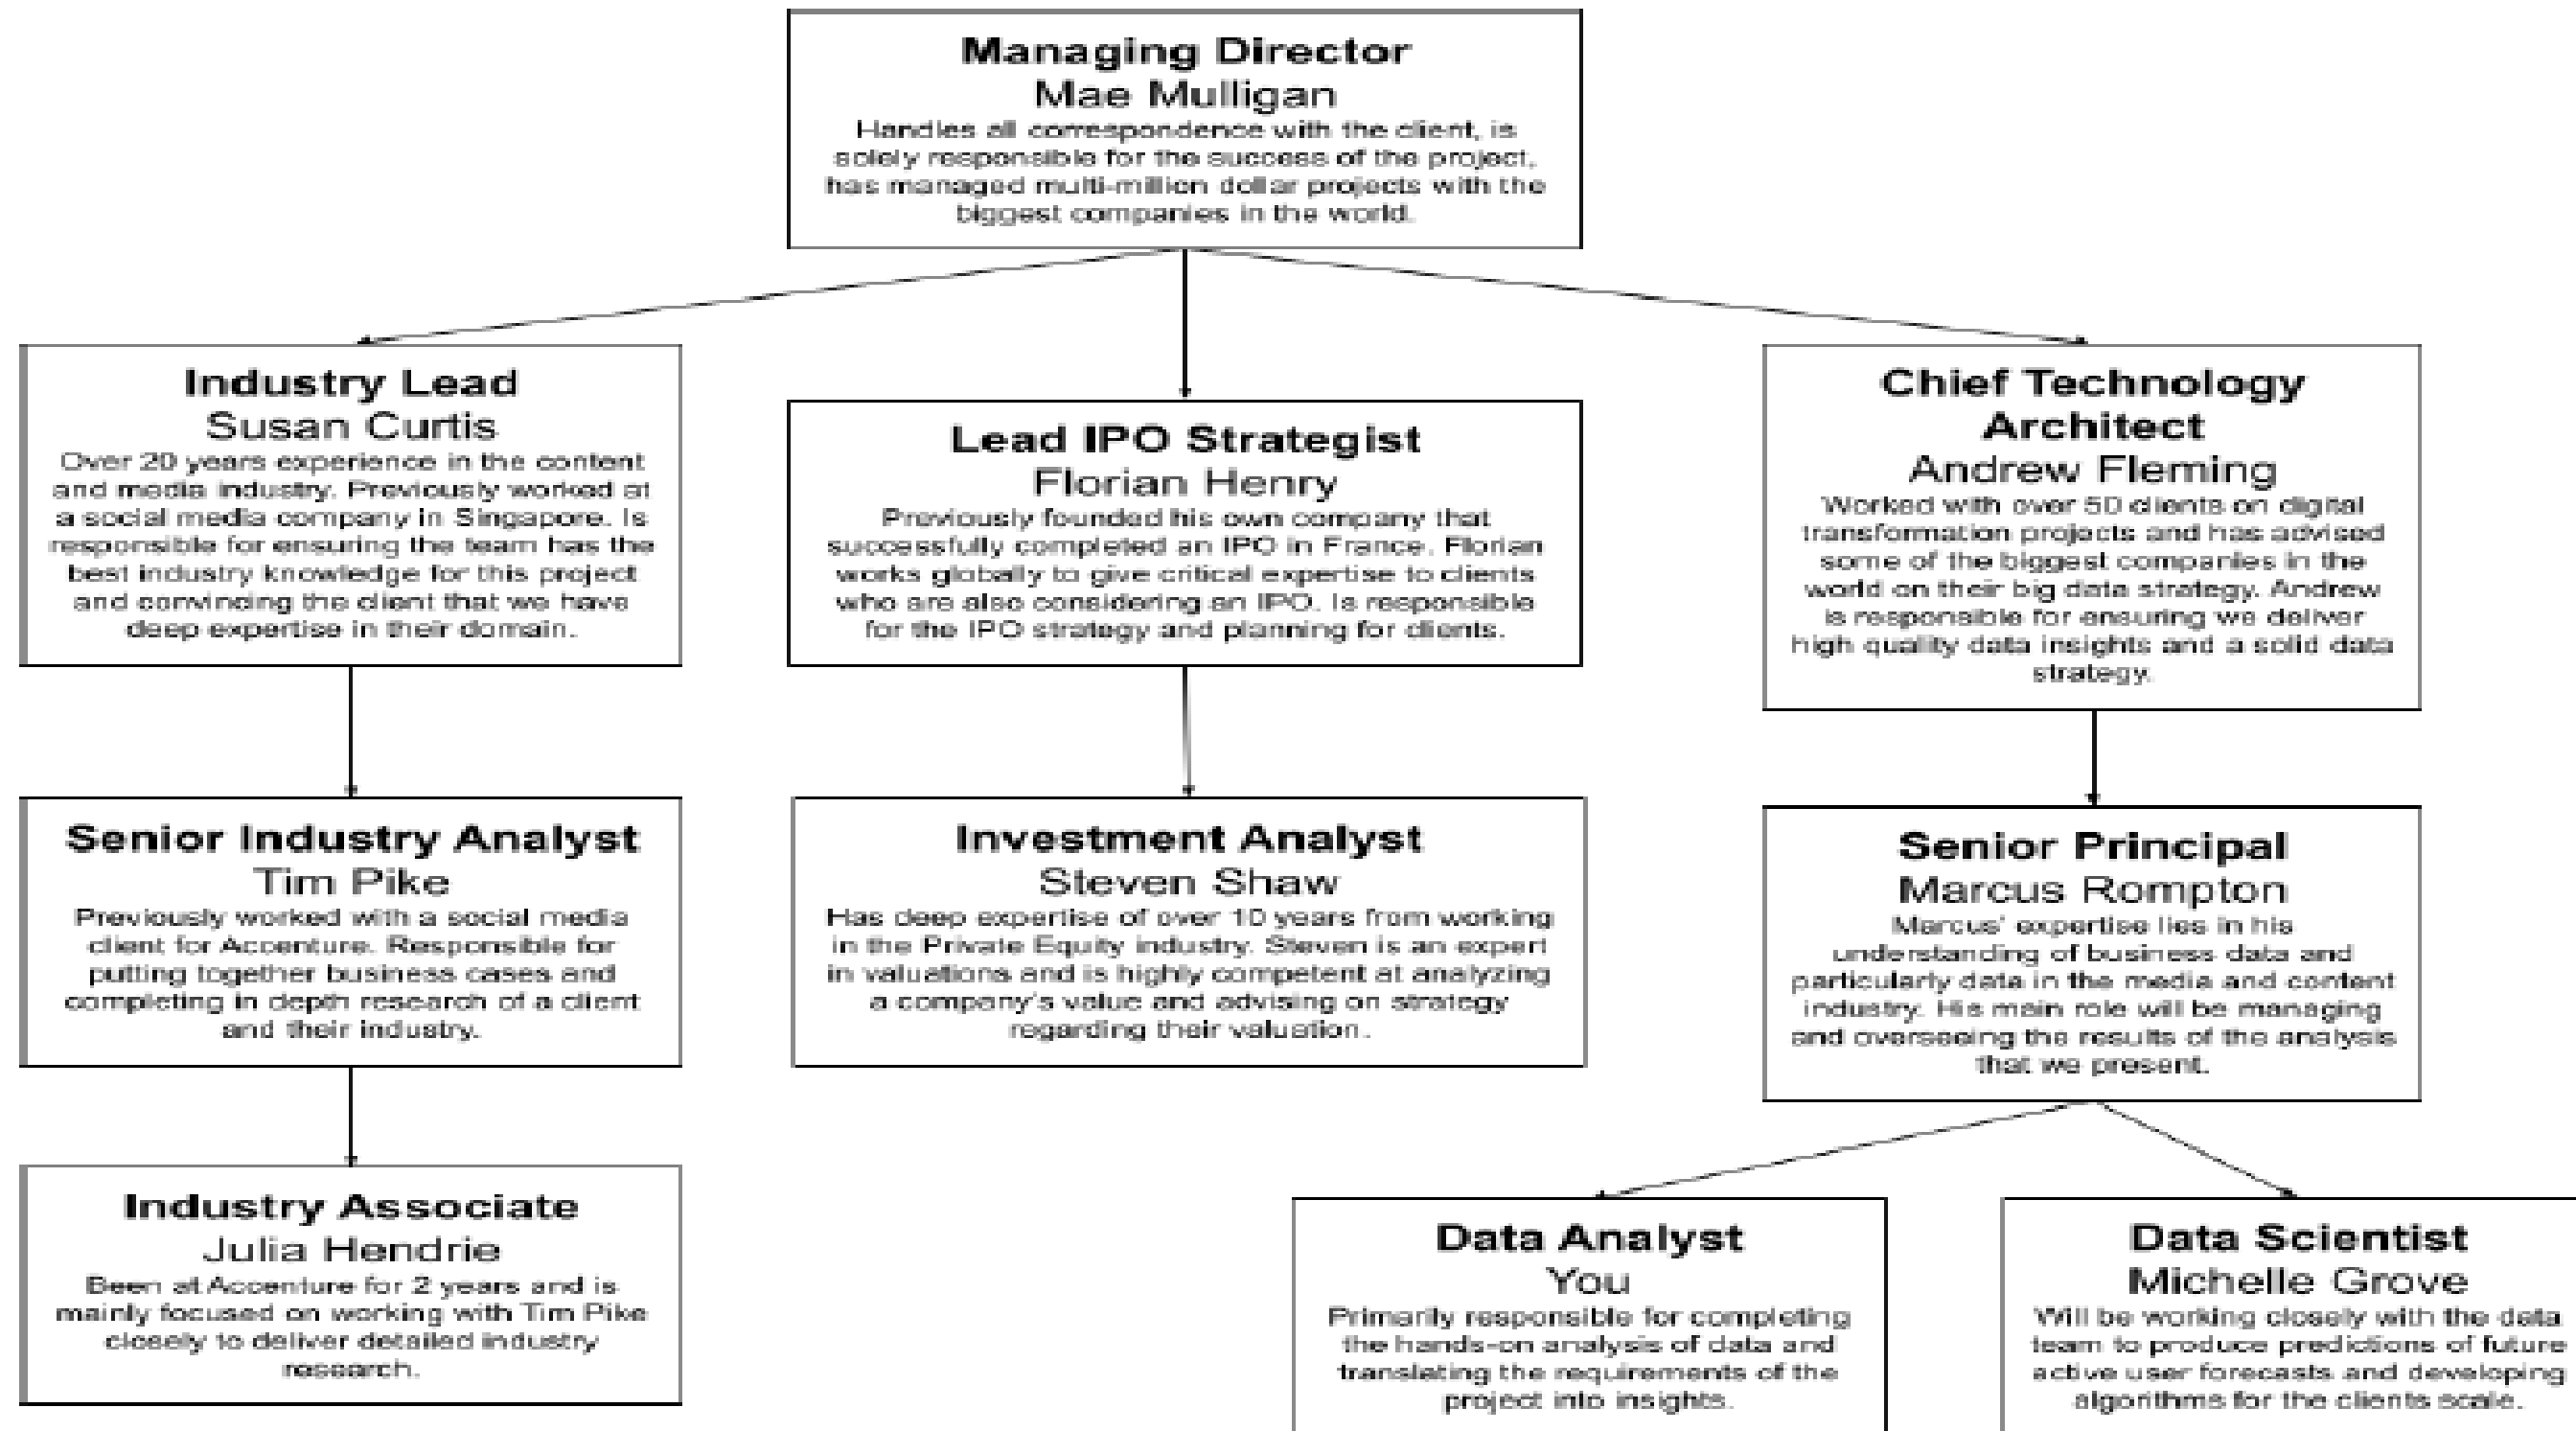 Managing Director
Mae Mulligan
Handles all correspondence with the client, is
solely responsible for the success of the project,
has managed multi-million dollar projects with the
biggest companies in the world.
Industry Lead
Susan Curtis
Over 20 years experience in the content
and media industry. Previously worked at
a social media company in Singapore. Is
responsible for ensuring the team has the
best industry knowledge for this project
and convincing the client that we have
deep expertise in their domain.
Lead IPO Strategist
Florian Henry
Previously founded his own company that
successfully completed an IPO in France. Florian
works globally to give critical expertise to clients
who are also considering an IPO. Is responsible
for the IPO strategy and planning for clients.
Chief Technology
Architect
Andrew Fleming
Worked with over 50 clients on digital
transformation projects and has advised
some of the biggest companies in the
world on their big data strategy. Andrew
is responsible for ensuring we deliver
high quality data insights and a solid data
strategy.
Senior Industry Analyst
Tim Pike
Previously worked with a social media
client for Accenture. Responsible for
putting together business cases and
completing in depth research of a client
and their industry.
Investment Analyst
Steven Shaw
Has deep expertise of over 10 years from working
in the Private Equity industry. Steven is an expert
in valuations and is highly competent at analyzing
a company's value and advising on strategy
regarding their valuation.
Senior Principal
Marcus Rompton
Marcus' expertise lies in his
understanding of business data and
particularly data in the media and content
industry. His main role will be managing
and overseeing the results of the analysis
that we present.
Industry Associate
Julia Hendrie
Been at Accenture for 2 years and is
mainly focused on working with Tim Pike
closely to deliver detailed industry
research.
Data Analyst
You
Primarily responsible for completing
the hands-on analysis of data and
translating the requirements of the
project into insights.
Data Scientist
Michelle Grove
Will be working closely with the data
team to produce predictions of future
active user forecasts and developing
algorithms for the clients scale.